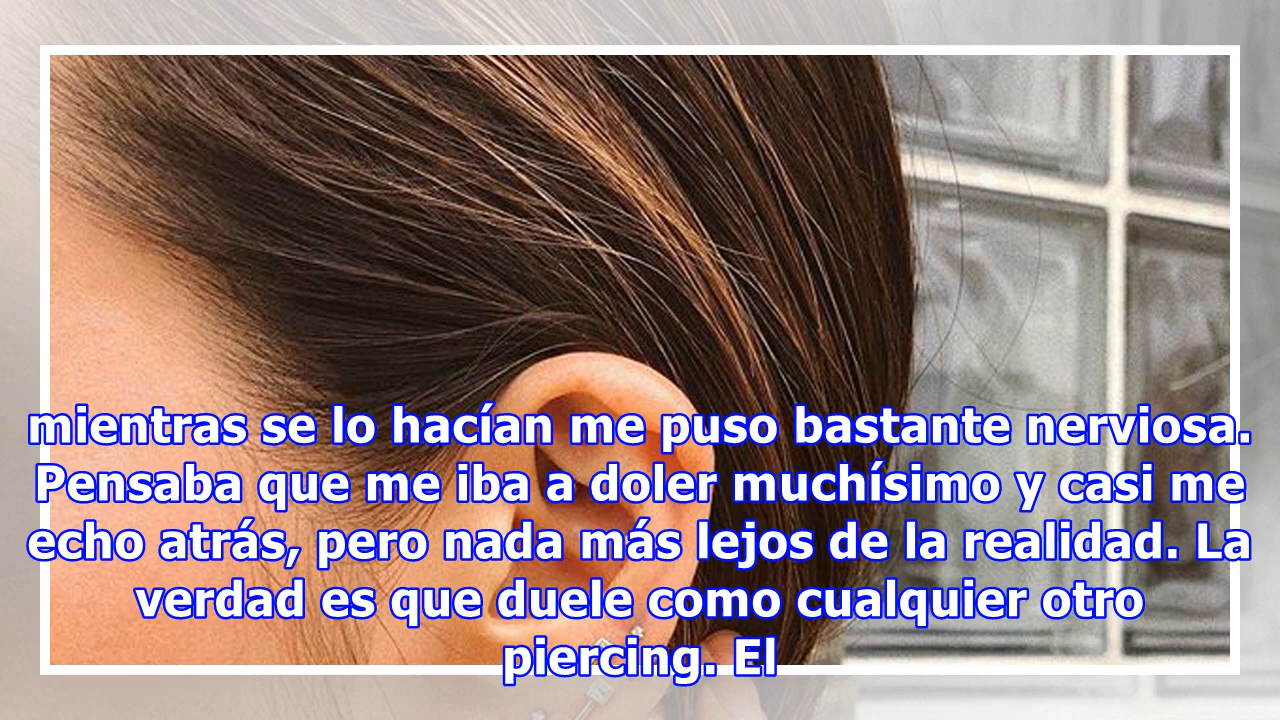 mientras se lo hacían me puso bastante nerviosa.
Pensaba que me iba a doler muchísimo y casi me
echo atrás, pero nada más lejos de la realidad. La
verdad es que duele como cualquier otro
piercing. El